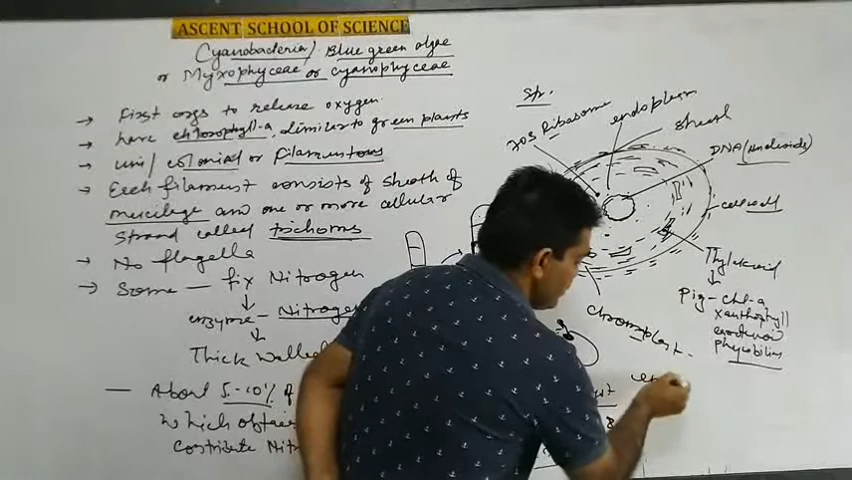 ASCENT SCHOOL OF SCIENCE
Cyanobacteria / Blue green algae
or Myxophyceae or cyanophyceae
→ First orgs to release oxygen.
→ have chlorophyll-a, similar to green plants
→ uni/ colonial or filamentous
→ Each filament consists of sheath of
mucilage and one or more cellular
strand called trichoms
→ No flagella
→ Some — fix Nitrogen
enzyme - Nitrogen
Thick walled
— About 5-10% of
which obtai
contribute Nit
Str.
70S Ribosome
endoplasm
sheath
DNA (nucleoide)
cell wall
Thylakoid
Pig - chl-a,
xanthophyll
carotenoid
phycobilins
chromoplast -